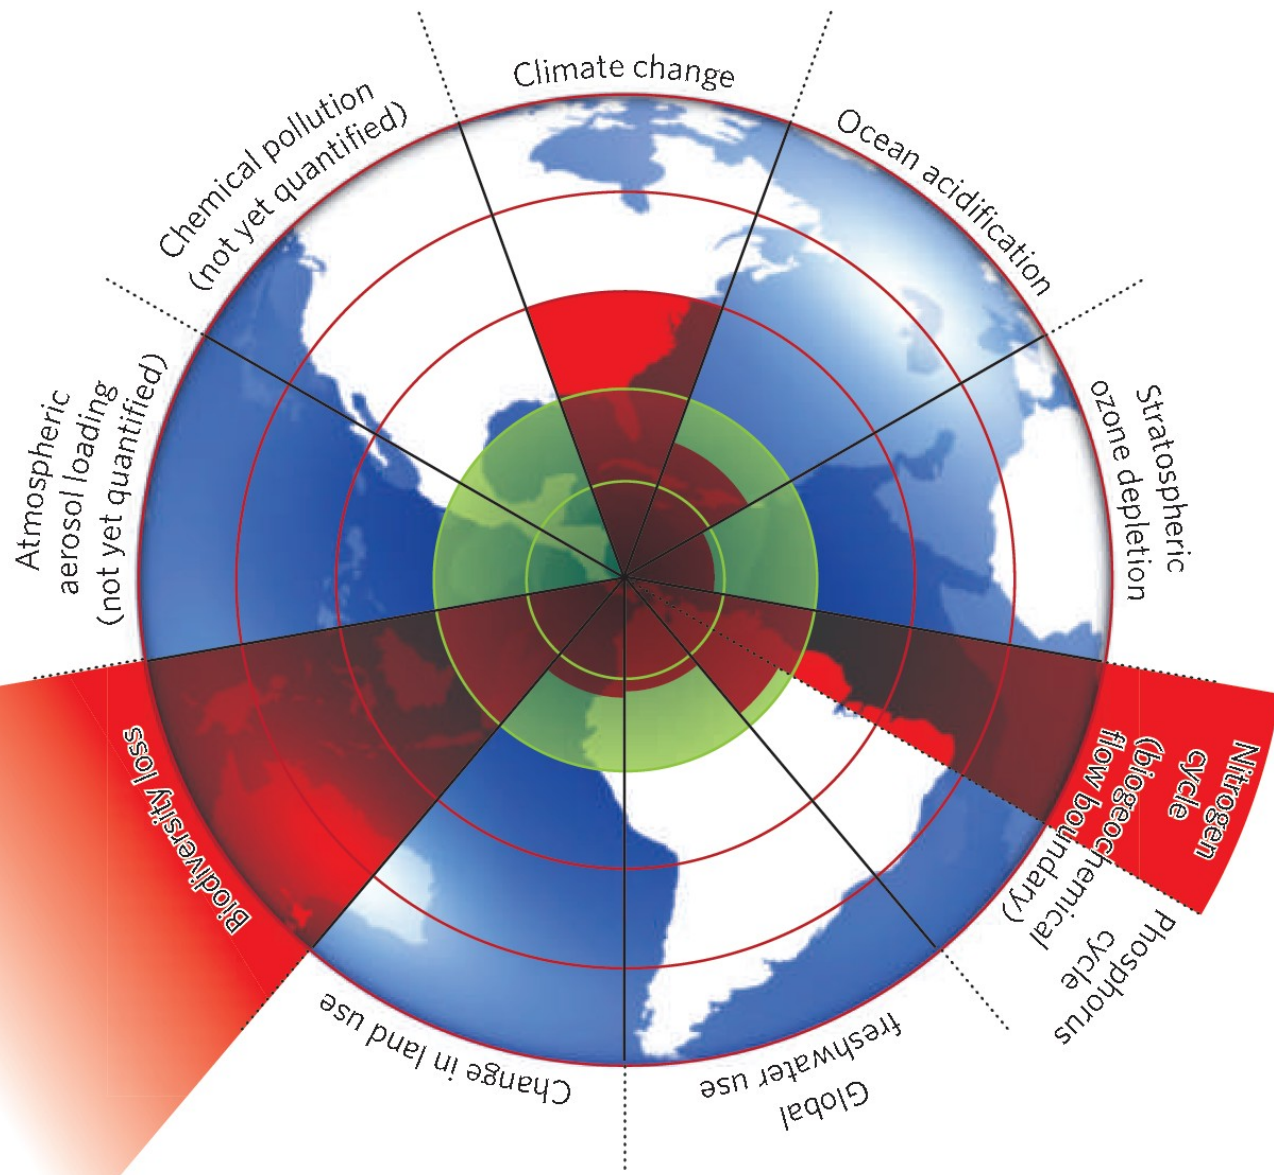 Climate change
Ocean acidification
Stratospheric
ozone depletion
Nitrogen
cycle
(biogeochemical
flow boundary)
Phosphorus
cycle
Global
freshwater use
Change in land use
Biodiversity loss
Atmospheric
aerosol loading
(not yet quantified)
Chemical pollution
(not yet quantified)